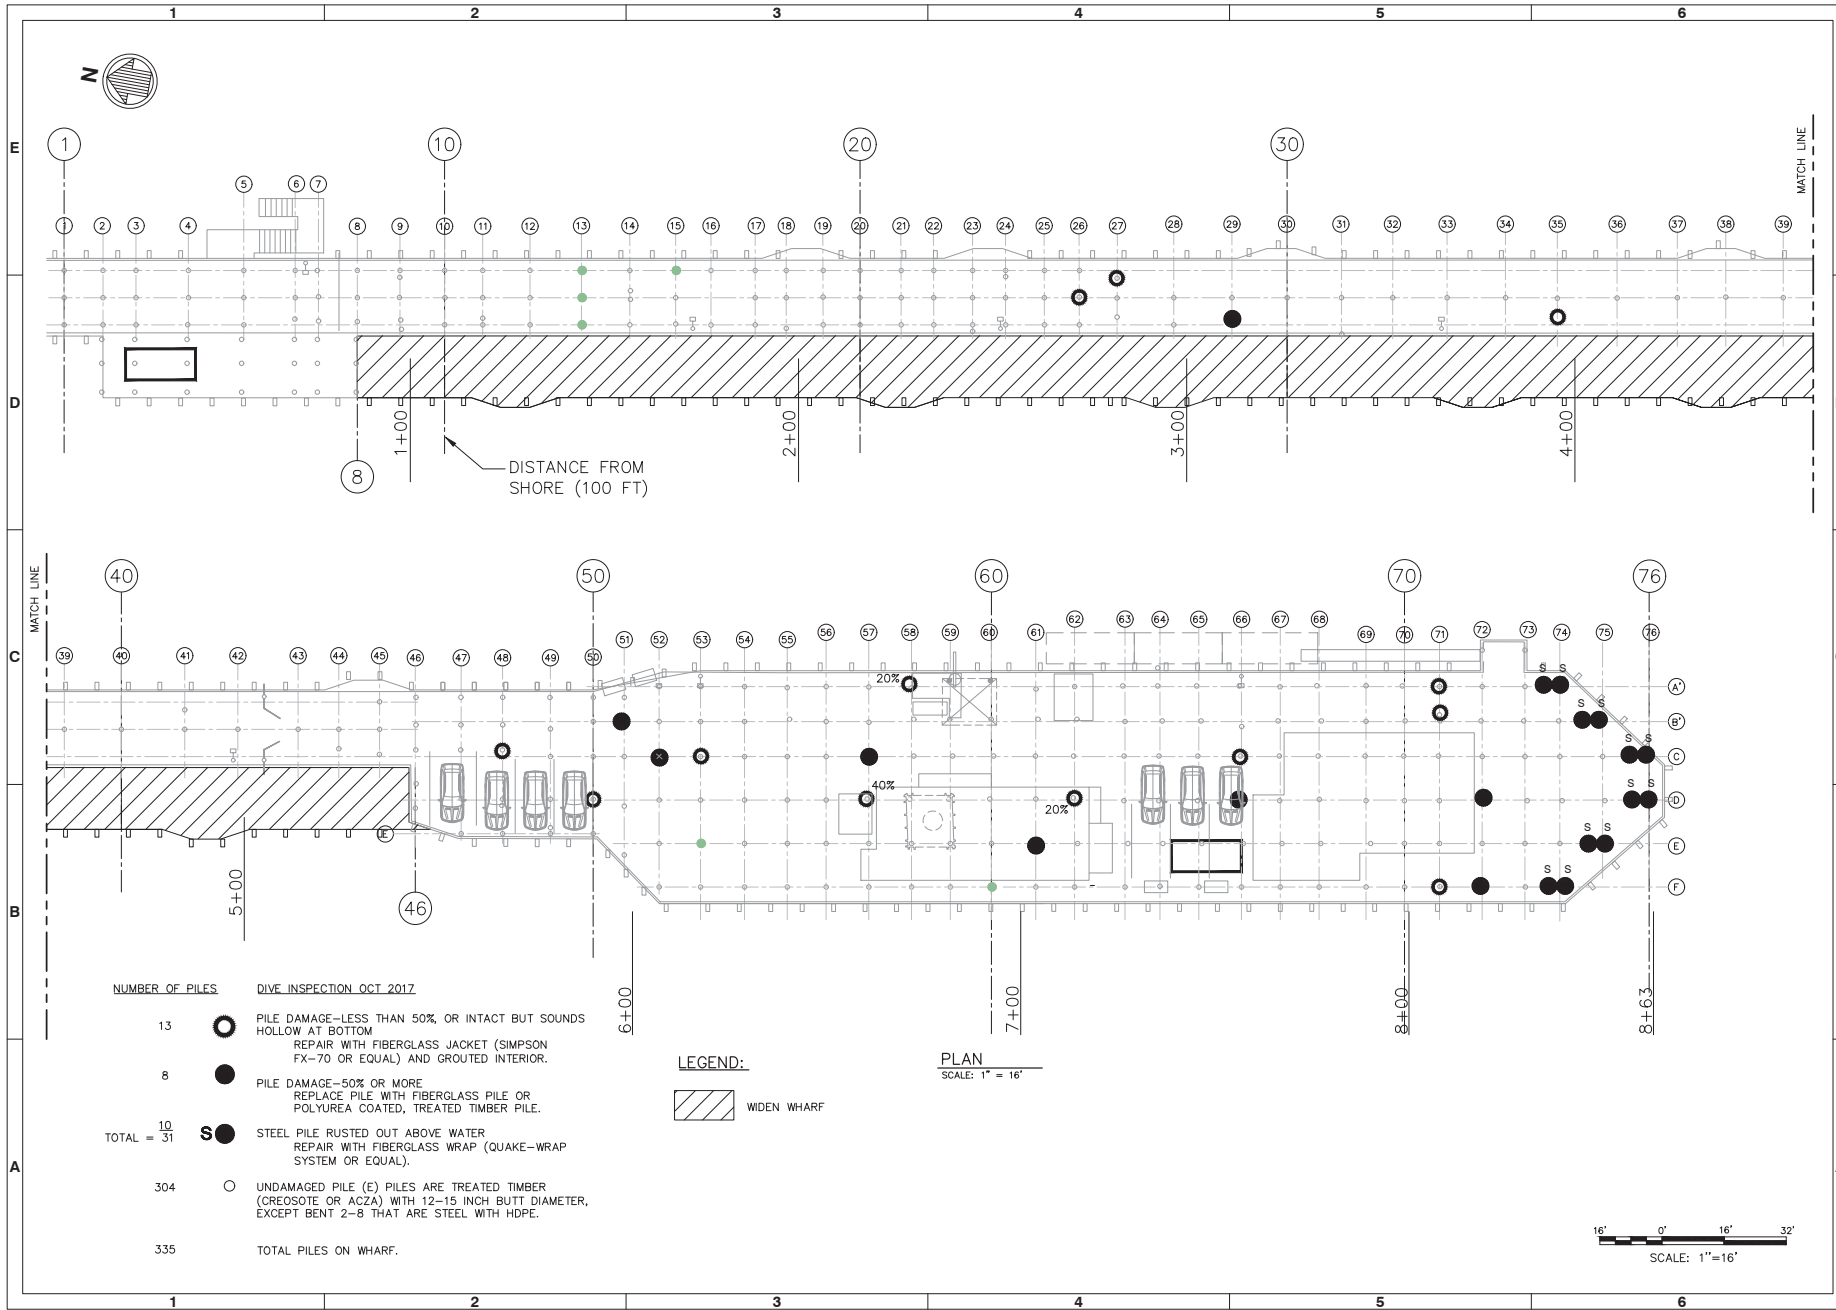 1 2 3 4 5 6
N
E
1 10 20 30
MATCH LINE
5 6 7
1 2 3 4 8 9 10 11 12 13 14 15 16 17 18 19 20 21 22 23 24 25 26 27 28 29 30 31 32 33 34 35 36 37 38 39
D
1+00 2+00 3+00 4+00
8
DISTANCE FROM
SHORE (100 FT)
MATCH LINE
40 50 60 70 76
C
39 40 41 42 43 44 45 46 47 48 49 50 51 52 53 54 55 56 57 58 59 60 61 62 63 64 65 66 67 68 69 70 71 72 73 74 75 76
S S
20%
A'
S S
B'
S S
C
40%
20%
S S
D
E
S S
E
S S
F
B
5+00
46
6+00 7+00 8+00 8+63
NUMBER OF PILES DIVE INSPECTION OCT 2017
13 PILE DAMAGE-LESS THAN 50%, OR INTACT BUT SOUNDS
HOLLOW AT BOTTOM
REPAIR WITH FIBERGLASS JACKET (SIMPSON
FX-70 OR EQUAL) AND GROUTED INTERIOR.
8 PILE DAMAGE-50% OR MORE
REPLACE PILE WITH FIBERGLASS PILE OR
POLYUREA COATED, TREATED TIMBER PILE.
10
TOTAL = 31
S STEEL PILE RUSTED OUT ABOVE WATER
REPAIR WITH FIBERGLASS WRAP (QUAKE-WRAP
SYSTEM OR EQUAL).
304 UNDAMAGED PILE (E) PILES ARE TREATED TIMBER
(CREOSOTE OR ACZA) WITH 12-15 INCH BUTT DIAMETER,
EXCEPT BENT 2-8 THAT ARE STEEL WITH HDPE.
335 TOTAL PILES ON WHARF.
LEGEND:
WIDEN WHARF
PLAN
SCALE: 1" = 16'
A
16' 0' 16' 32'
SCALE: 1"=16'
1 2 3 4 5 6